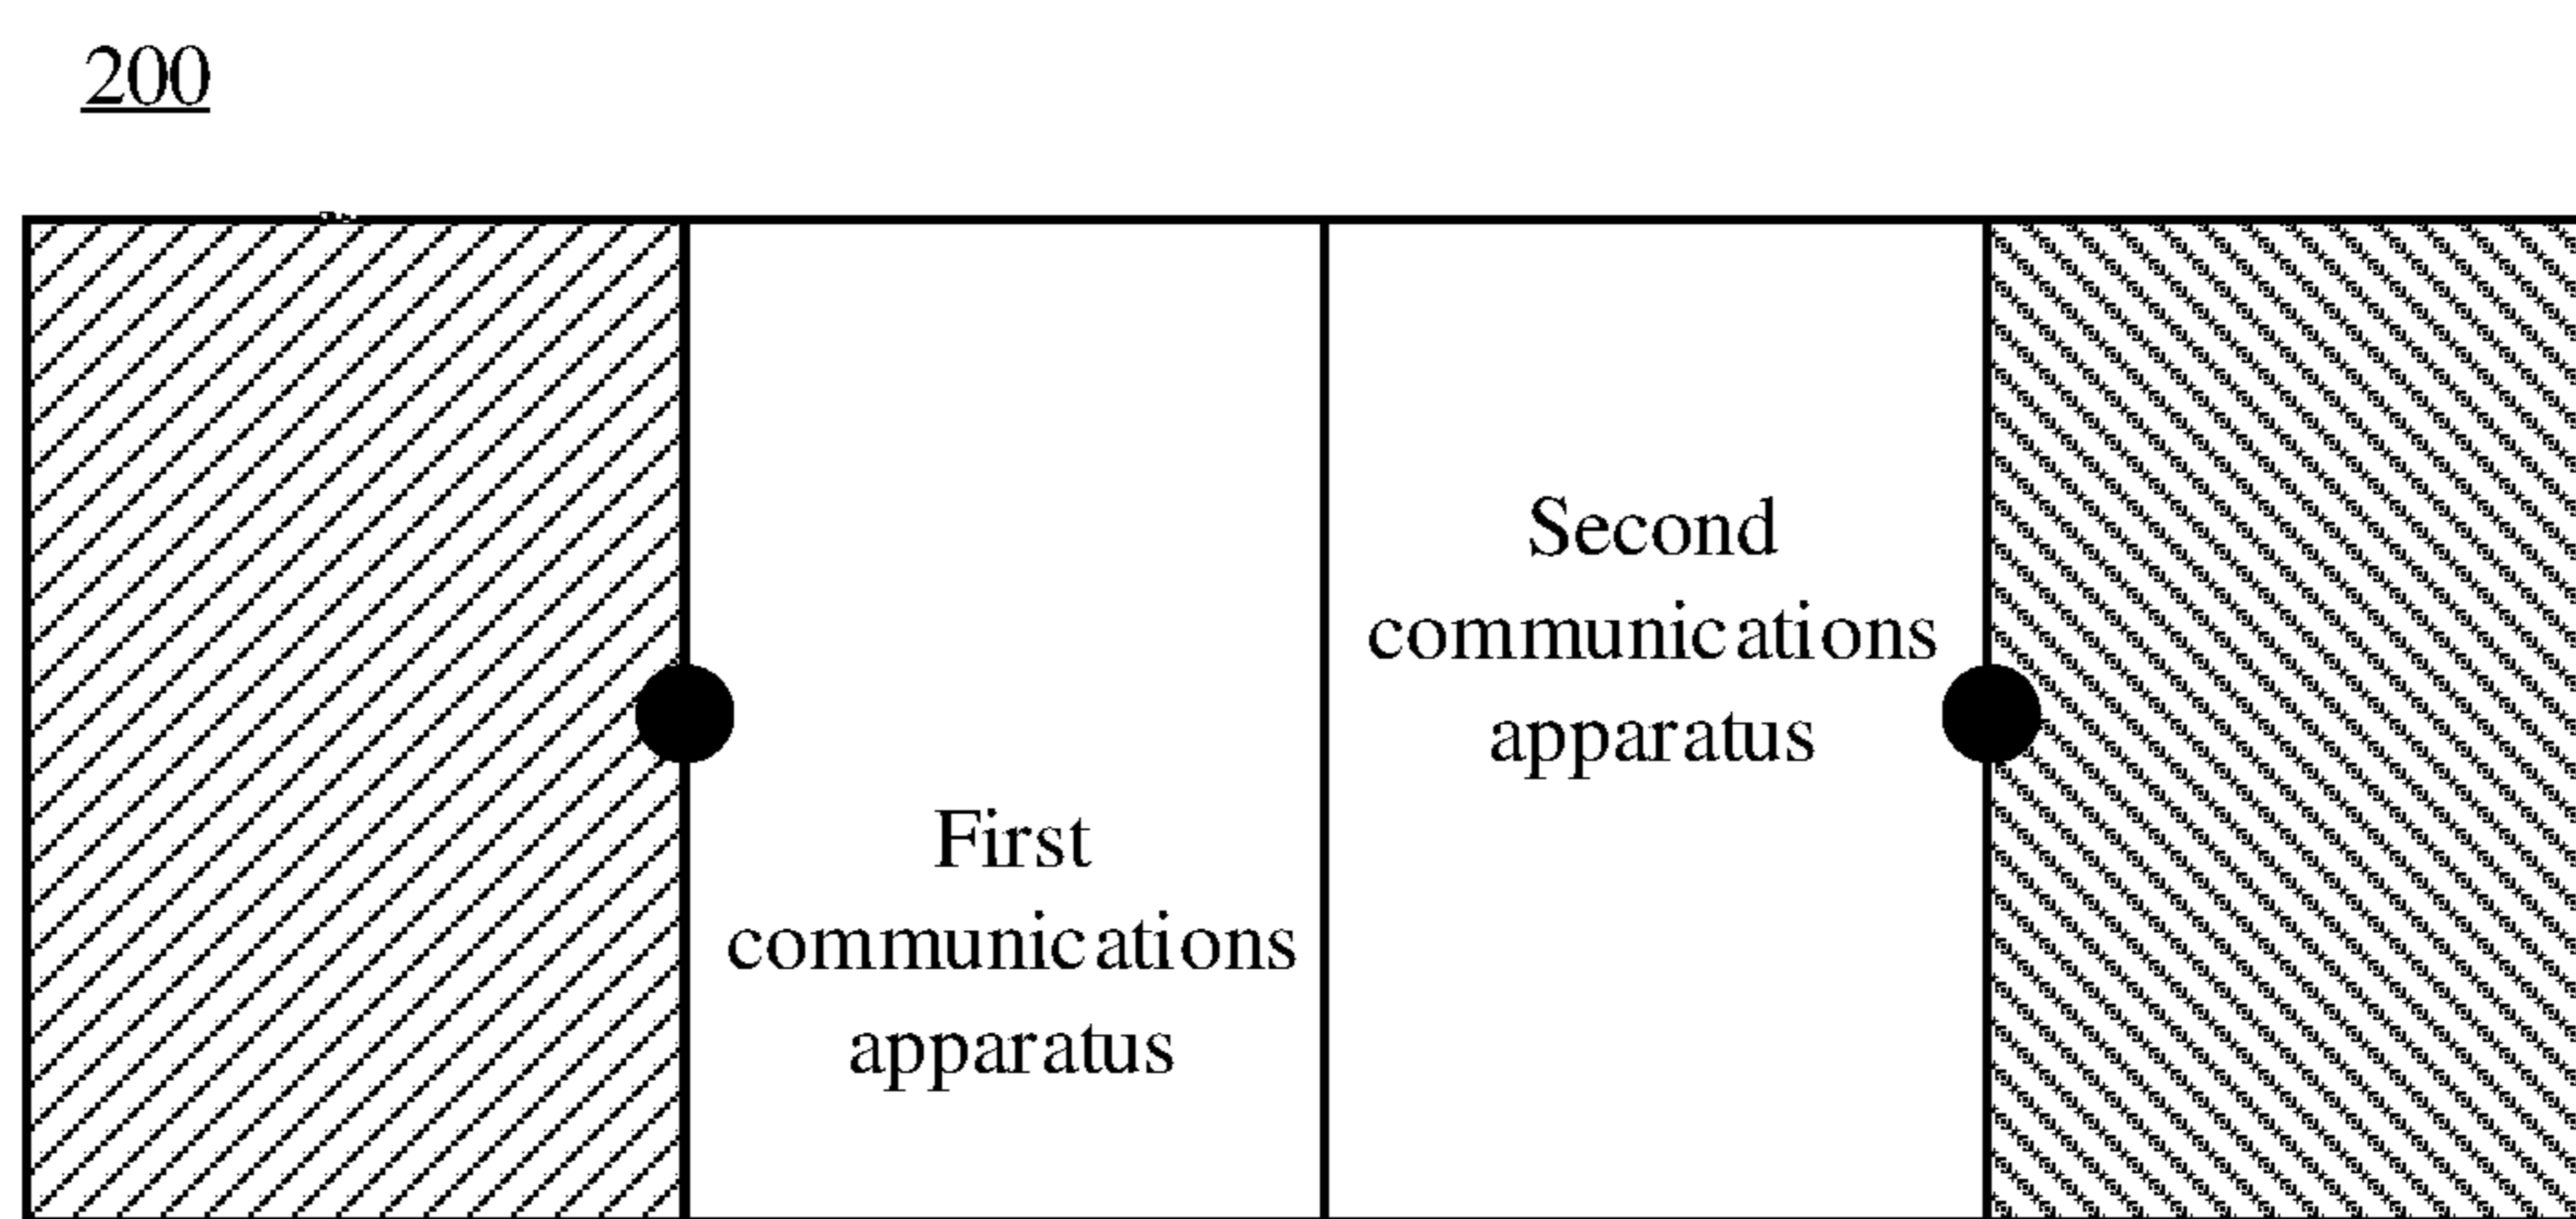 200
Second
communications
apparatus
First
communications
apparatus